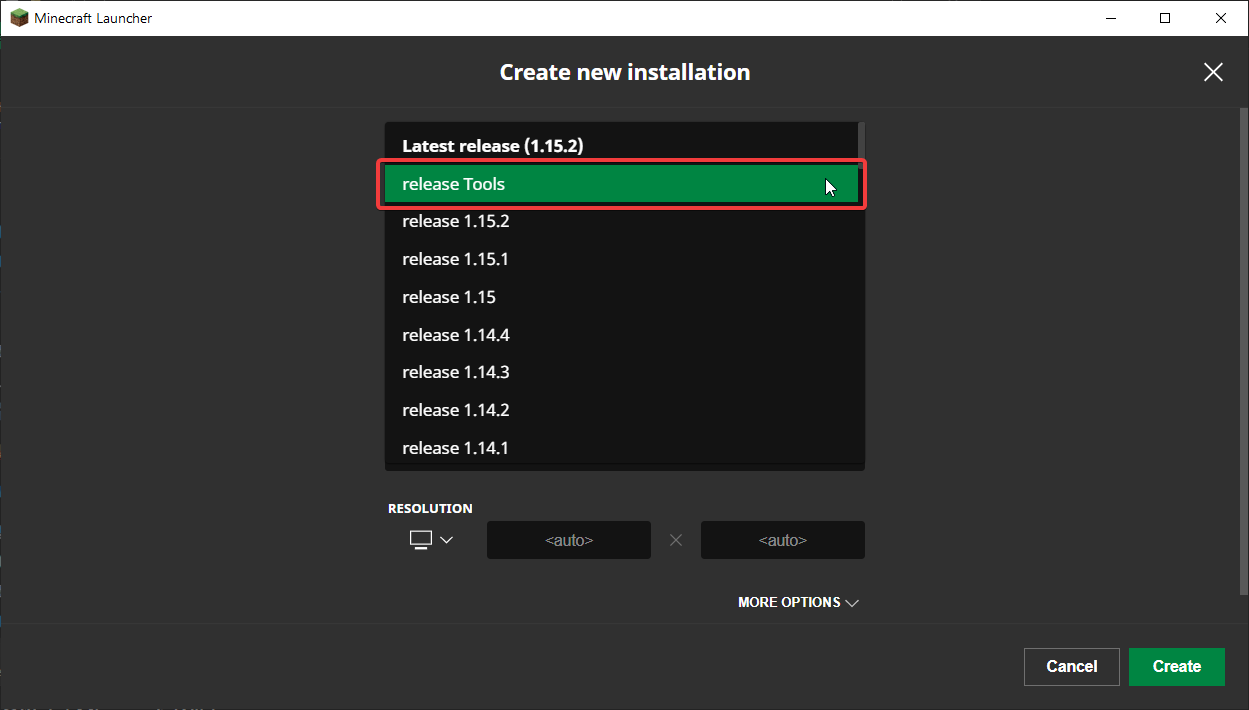 Minecraft Launcher
Create new installation
Latest release (1.15.2)
release Tools
release 1.15.2
release 1.15.1
release 1.15
release 1.14.4
release 1.14.3
release 1.14.2
release 1.14.1
RESOLUTION
<auto> <auto>
MORE OPTIONS
Cancel Create